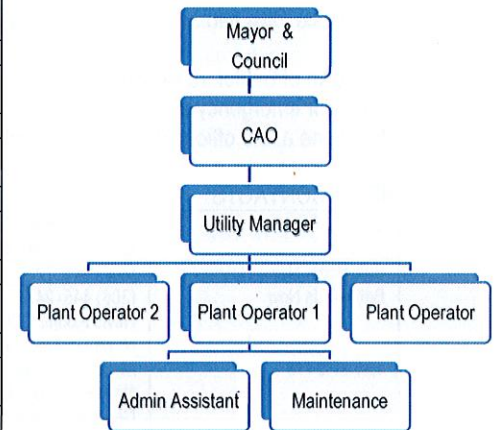 Mayor &
Council
CAO
Utility Manager
Plant Operator 2
Plant Operator 1
Plant Operator
Admin Assistant
Maintenance